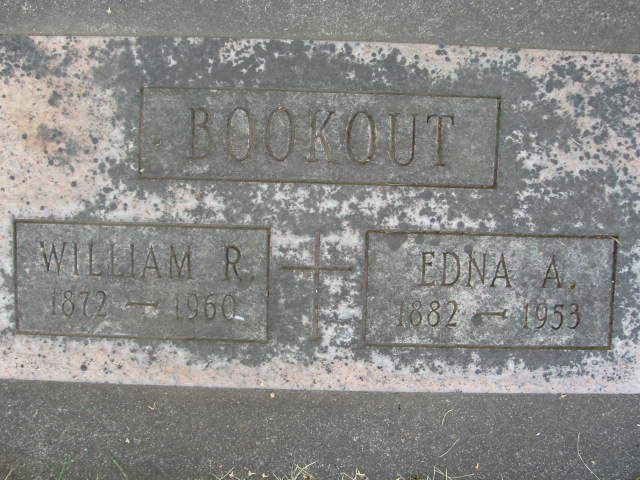 BOOKOUT
WILLIAM R.
1872 — 1960
EDNA A.
1882 — 1953